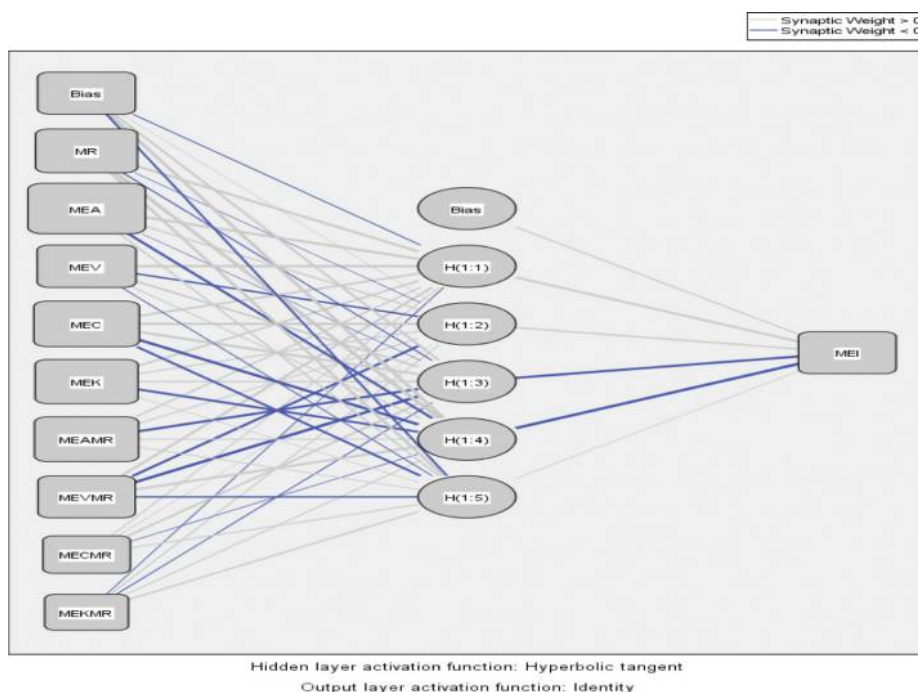 Synaptic Weight > 0
Synaptic Weight < 0
Bias
MR
MEA
MEV
MEC
MEK
MEAMR
MEVMR
MECMR
MEKMR
Bias
H(1:1)
H(1:2)
H(1:3)
H(1:4)
H(1:5)
MEI
Hidden layer activation function: Hyperbolic tangent
Output layer activation function: Identity